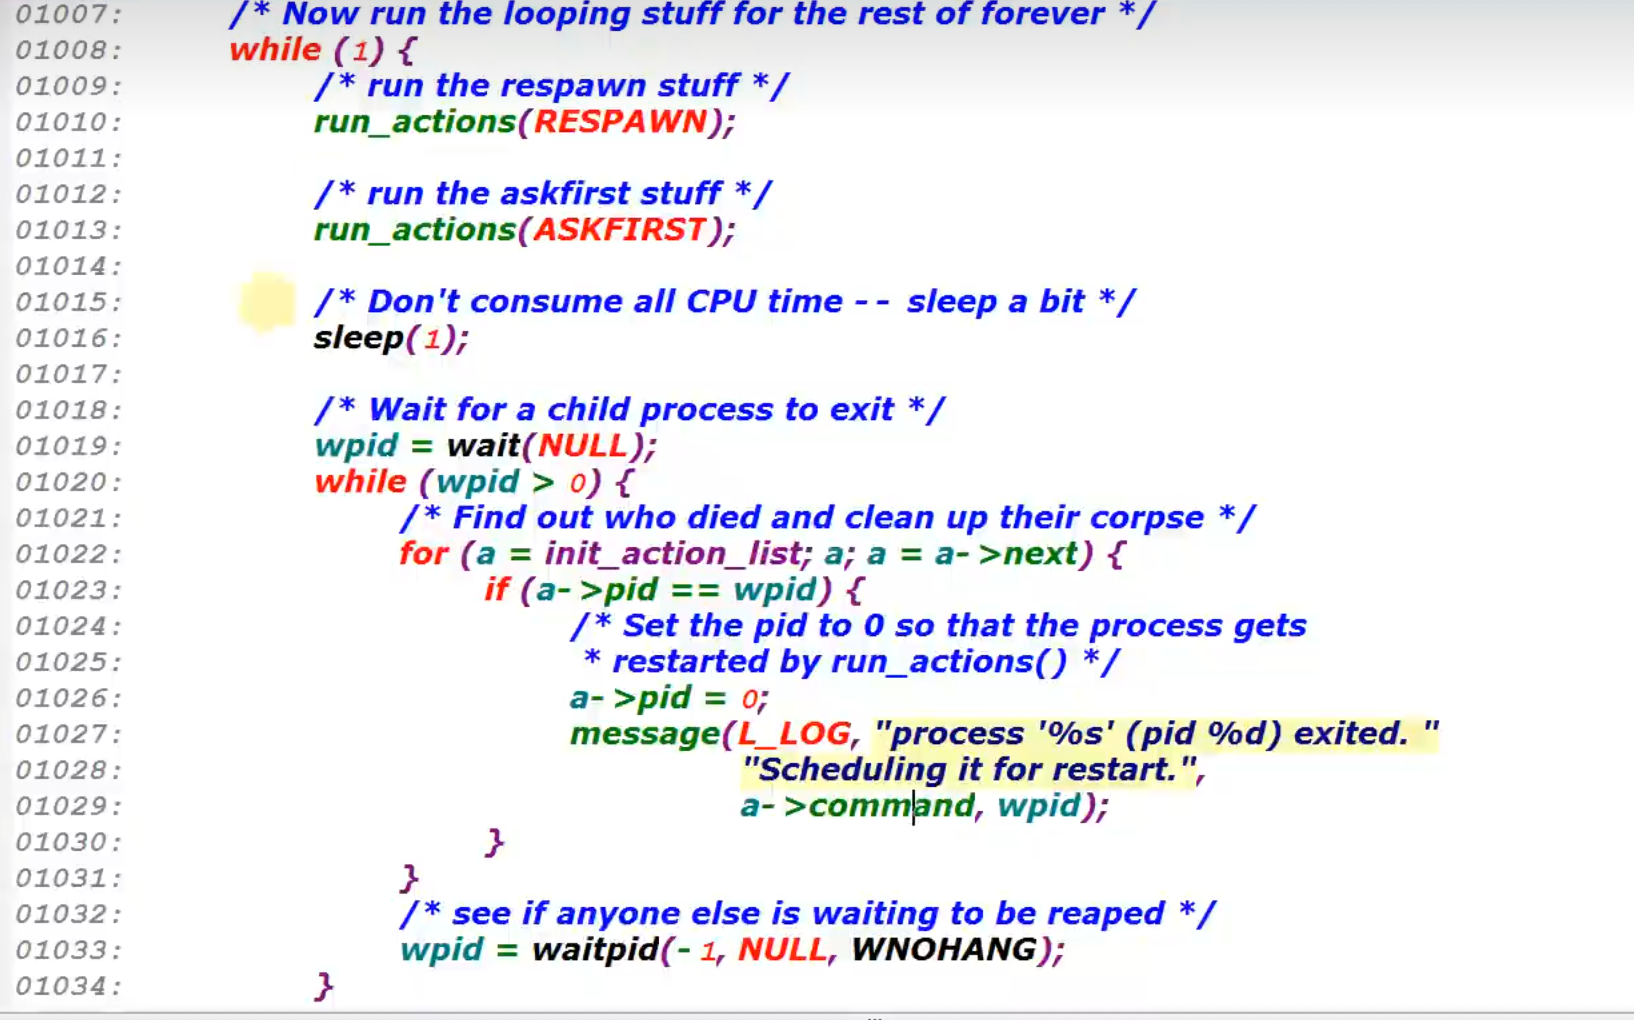 01007: /* Now run the looping stuff for the rest of forever */
01008: while (1) {
01009: /* run the respawn stuff */
01010: run_actions(RESPAWN);
01011:
01012: /* run the askfirst stuff */
01013: run_actions(ASKFIRST);
01014:
01015: /* Don't consume all CPU time -- sleep a bit */
01016: sleep(1);
01017:
01018: /* Wait for a child process to exit */
01019: wpid = wait(NULL);
01020: while (wpid > 0) {
01021: /* Find out who died and clean up their corpse */
01022: for (a = init_action_list; a; a = a->next) {
01023: if (a->pid == wpid) {
01024: /* Set the pid to 0 so that the process gets
01025: * restarted by run_actions() */
01026: a->pid = 0;
01027: message(L_LOG, "process '%s' (pid %d) exited. "
01028: "Scheduling it for restart.",
01029: a->command, wpid);
01030: }
01031: }
01032: /* see if anyone else is waiting to be reaped */
01033: wpid = waitpid(-1, NULL, WNOHANG);
01034: }